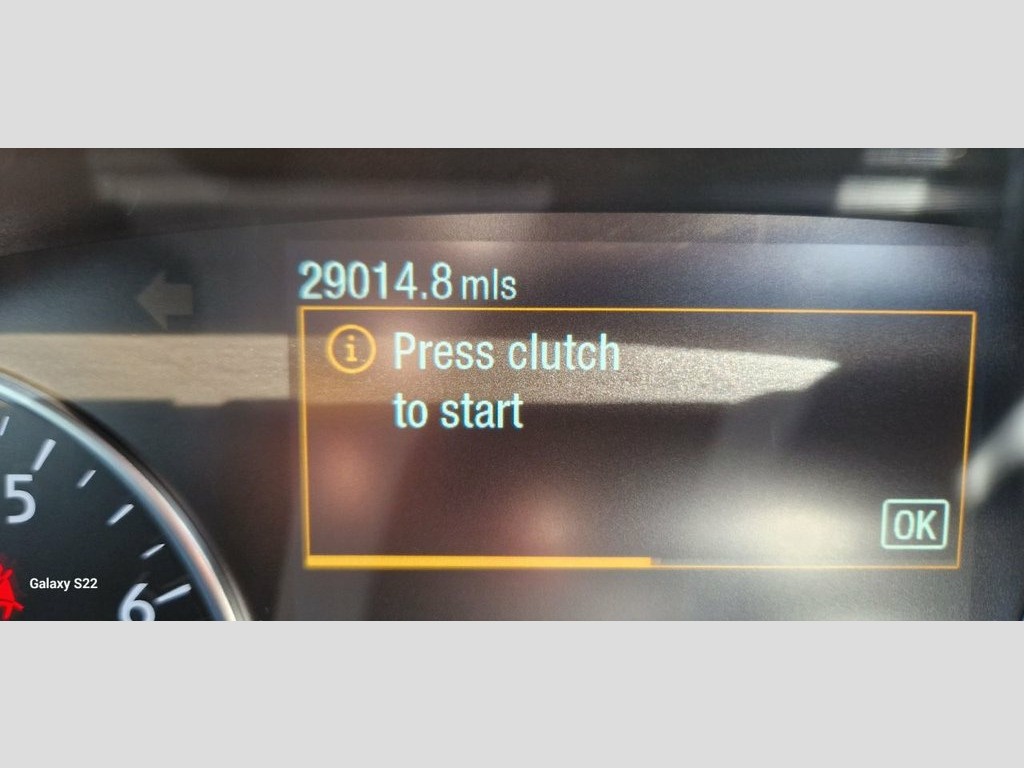 29014.8 mls
i Press clutch
to start
OK
5
Galaxy S22
6